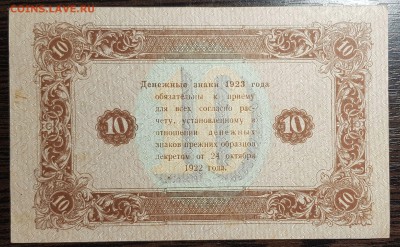 COINS.LAVE.RU
10
10
Денежные знаки 1923 года
обязательны к приему
для всех согласно рас-
чету, установленному в
отношении денежных
знаков прежних образцов
декретом от 24 октября
1922 года.
10
10
10
10